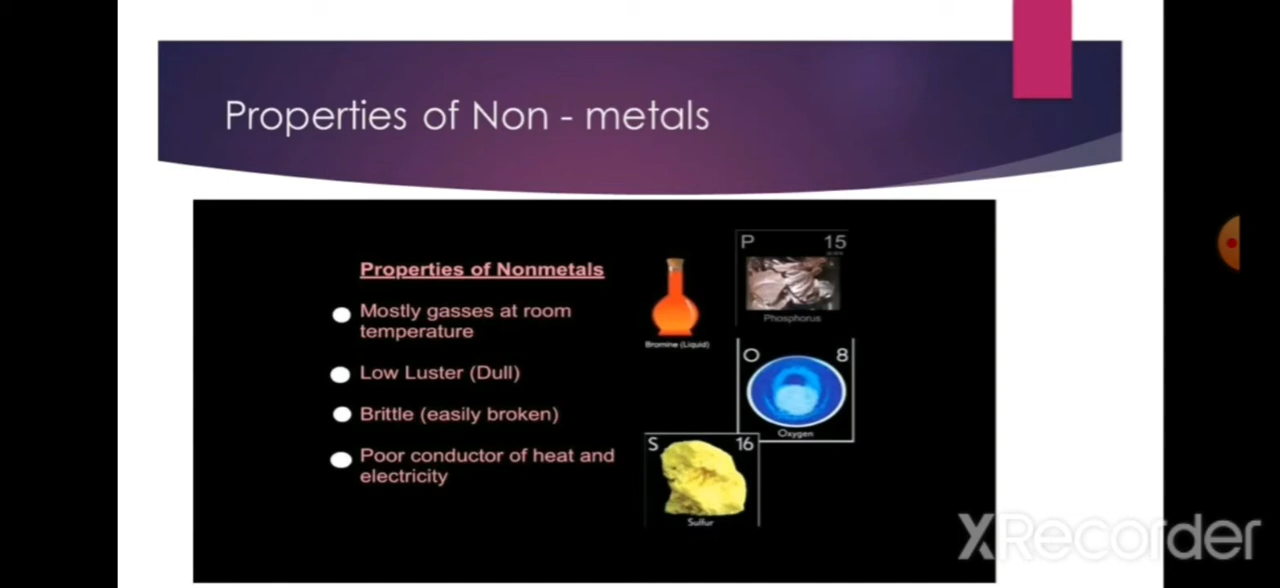 Properties of Non - metals
Properties of Nonmetals
Mostly gasses at room
temperature
Low Luster (Dull)
Brittle (easily broken)
Poor conductor of heat and
electricity
Bromine (Liquid)
P 15
Phosphorus
O 8
Oxygen
S 16
Sulfur
XRecorder